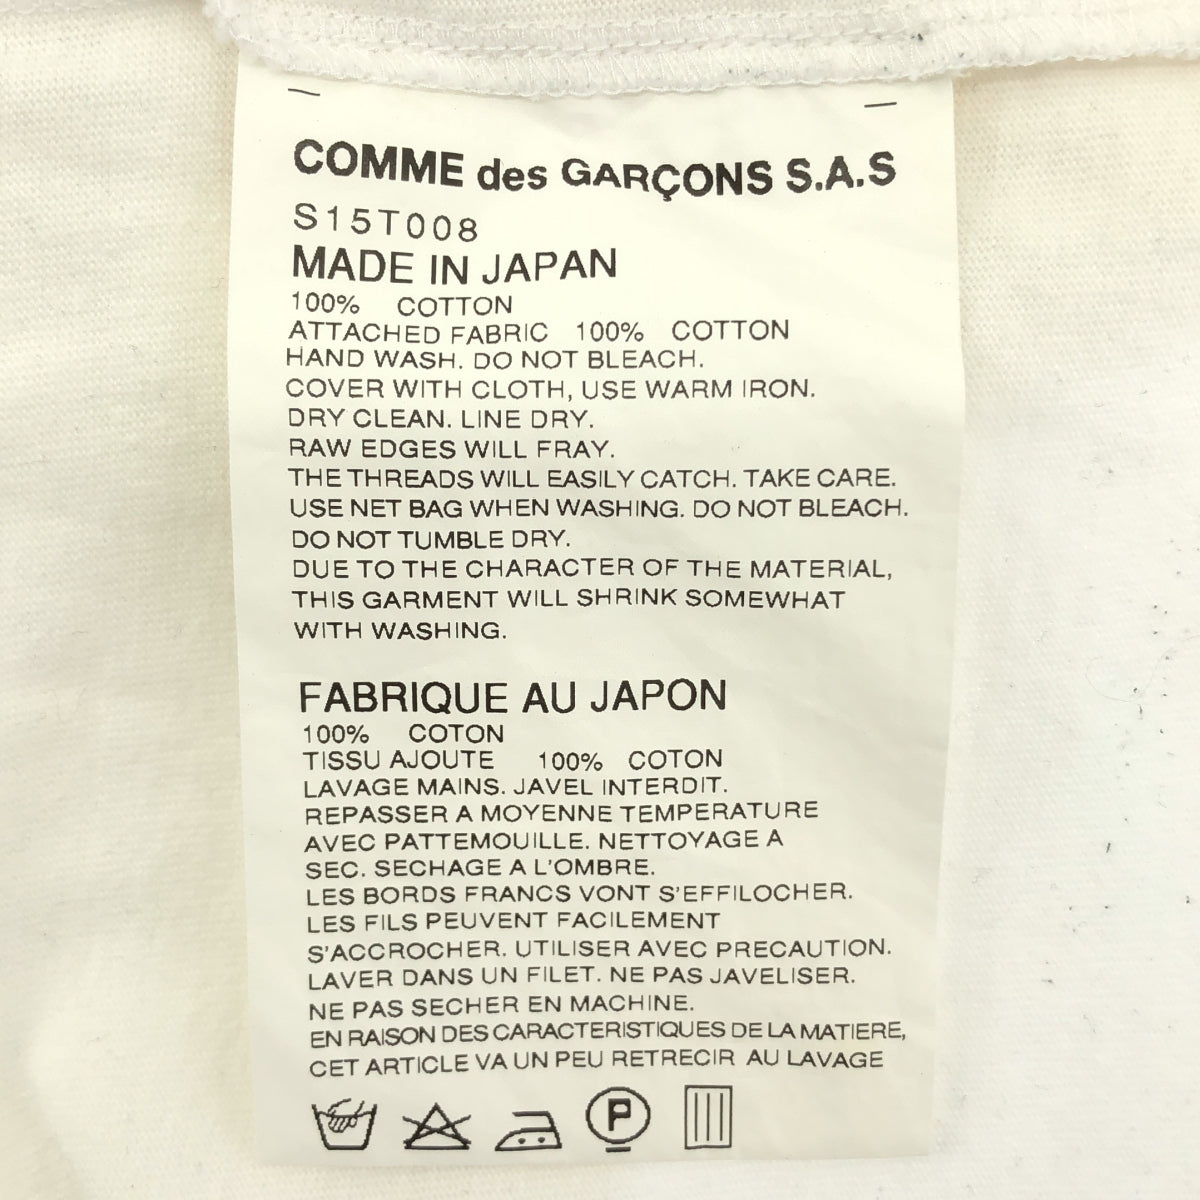 COMME des GARÇONS S.A.S
S15T008
MADE IN JAPAN
100% COTTON
ATTACHED FABRIC 100% COTTON
HAND WASH. DO NOT BLEACH.
COVER WITH CLOTH, USE WARM IRON.
DRY CLEAN. LINE DRY.
RAW EDGES WILL FRAY.
THE THREADS WILL EASILY CATCH. TAKE CARE.
USE NET BAG WHEN WASHING. DO NOT BLEACH.
DO NOT TUMBLE DRY.
DUE TO THE CHARACTER OF THE MATERIAL,
THIS GARMENT WILL SHRINK SOMEWHAT
WITH WASHING.
FABRIQUE AU JAPON
100% COTON
TISSU AJOUTE 100% COTON
LAVAGE MAINS. JAVEL INTERDIT.
REPASSER A MOYENNE TEMPERATURE
AVEC PATTEMOUILLE. NETTOYAGE A
SEC. SECHAGE A L'OMBRE.
LES BORDS FRANCS VONT S'EFFILOCHER.
LES FILS PEUVENT FACILEMENT
S'ACCROCHER. UTILISER AVEC PRECAUTION.
LAVER DANS UN FILET. NE PAS JAVELISER.
NE PAS SECHER EN MACHINE.
EN RAISON DES CARACTERISTIQUES DE LA MATIERE,
CET ARTICLE VA UN PEU RETRECIR AU LAVAGE
P